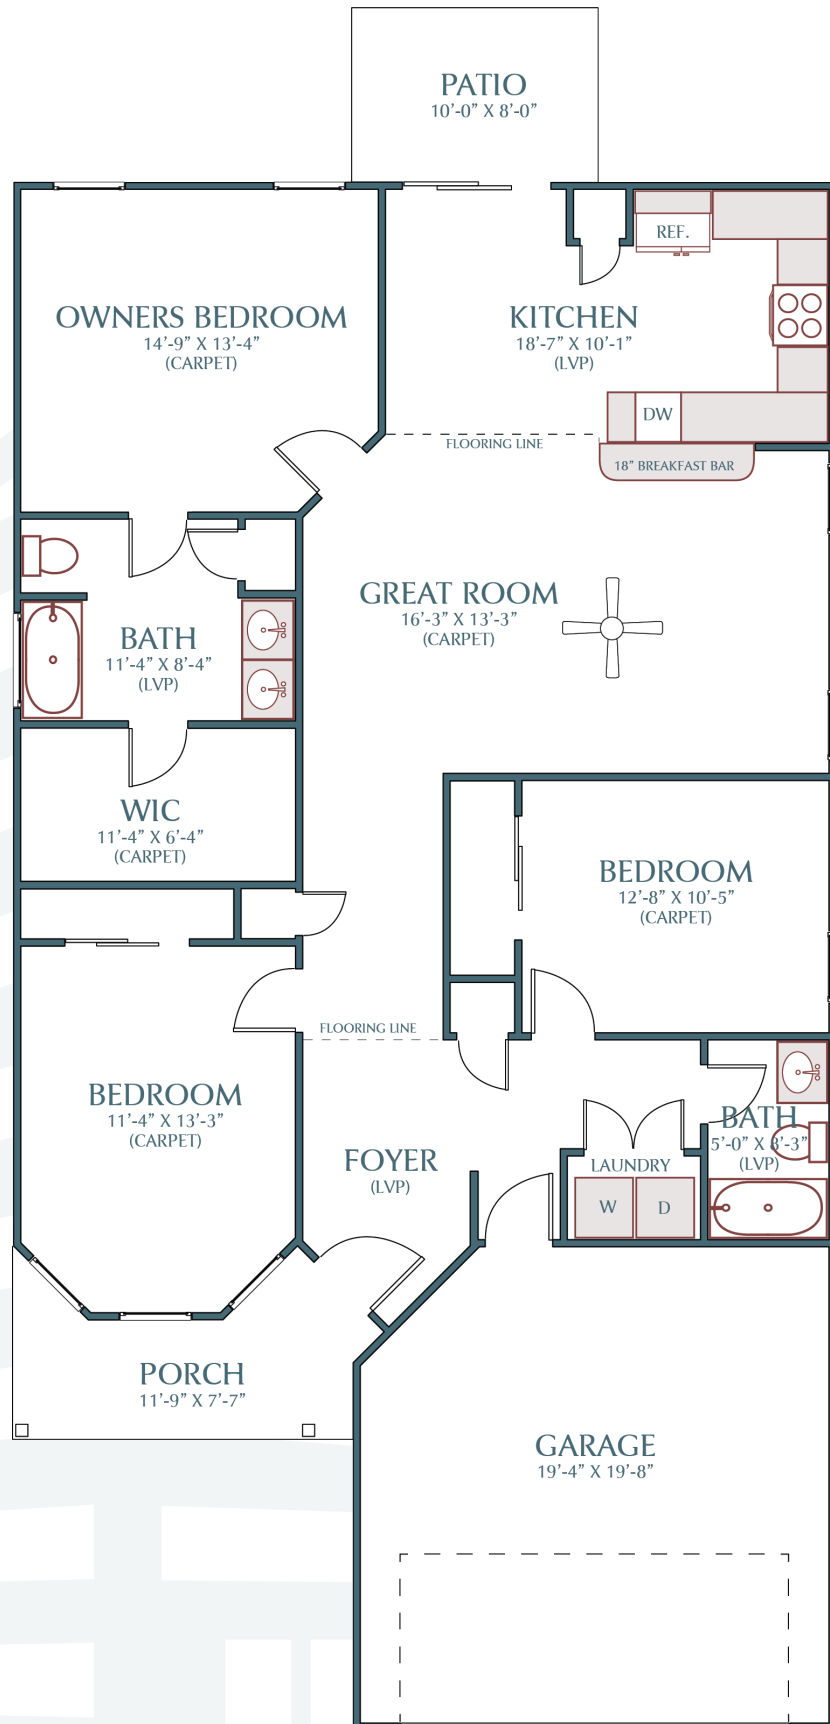 PATIO
10’-0” X 8’-0”
REF.
OWNERS BEDROOM
14’-9” X 13’-4”
(CARPET)
KITCHEN
18’-7” X 10’-1”
(LVP)
DW
FLOORING LINE
18” BREAKFAST BAR
GREAT ROOM
16’-3” X 13’-3”
(CARPET)
BATH
11’-4” X 8’-4”
(LVP)
WIC
11’-4” X 6’-4”
(CARPET)
BEDROOM
12’-8” X 10’-5”
(CARPET)
FLOORING LINE
BEDROOM
11’-4” X 13’-3”
(CARPET)
BATH
5’-0” X 8’-3”
(LVP)
FOYER
(LVP)
LAUNDRY
W
D
PORCH
11’-9” X 7’-7”
GARAGE
19’-4” X 19’-8”